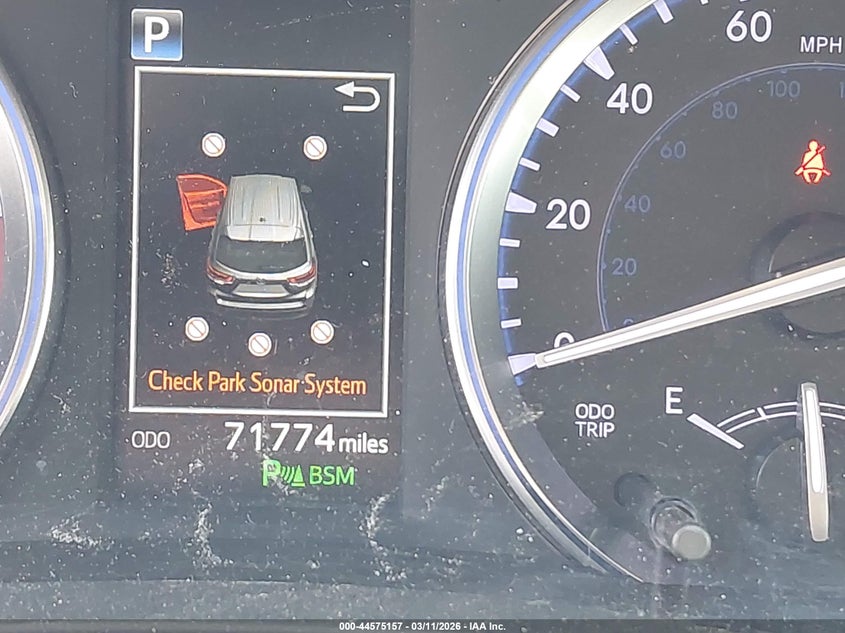 P
60
MPH
40
100
80
60
20
40
20
0
Check Park Sonar System
ODO
TRIP
E
ODO 71774 miles
P BSM
000-44575157 - 03/11/2026 - IAA Inc.